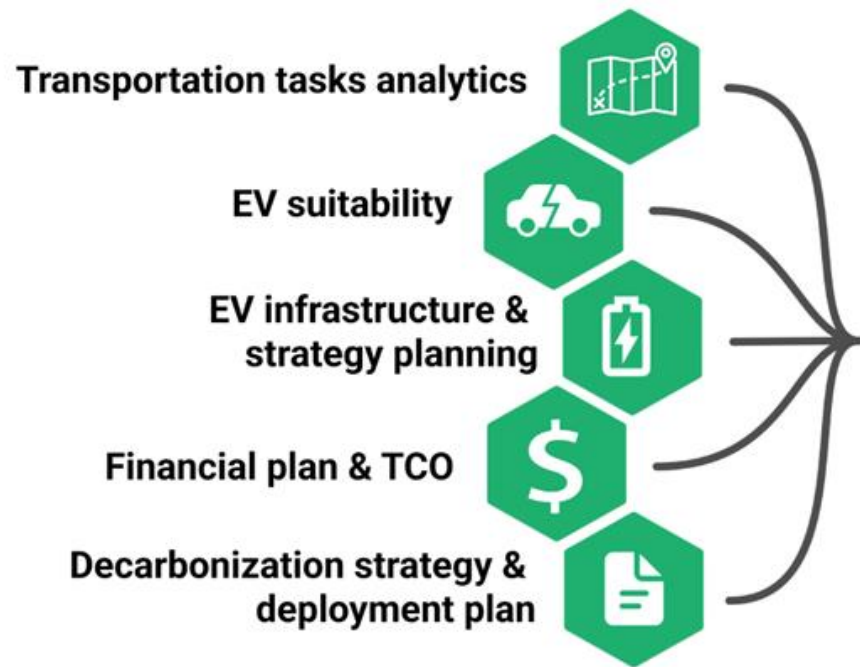 Transportation tasks analytics
EV suitability
EV infrastructure &
strategy planning
Financial plan & TCO
$
Decarbonization strategy &
deployment plan